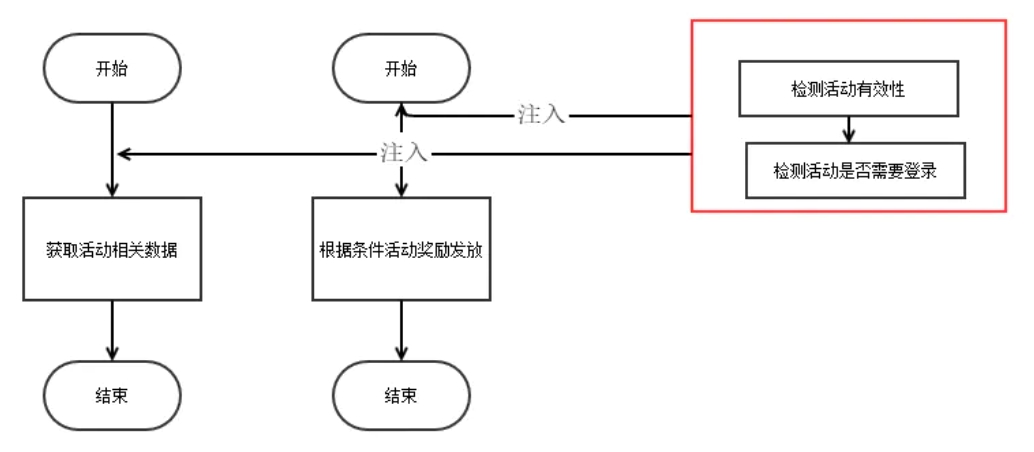 开始
开始
检测活动有效性
注入
注入
检测活动是否需要登录
获取活动相关数据
根据条件活动奖励发放
结束
结束